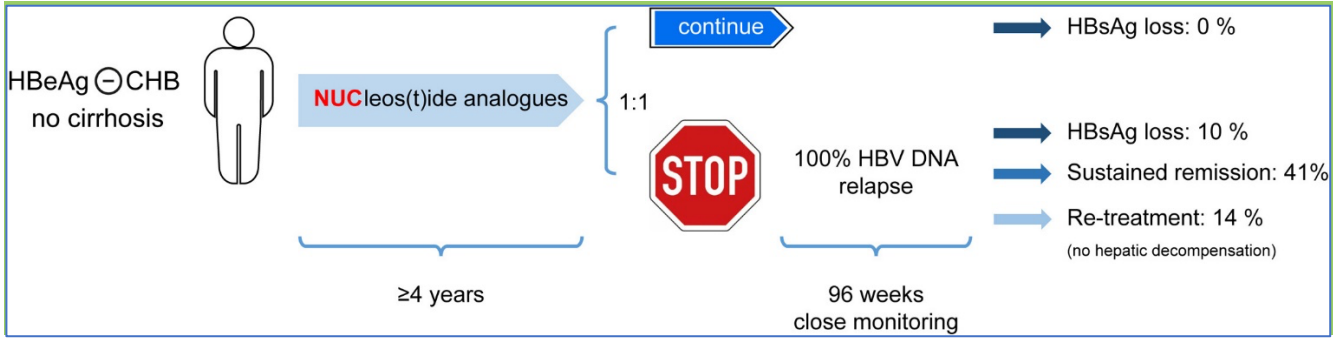 HBeAg ⊖ CHB
no cirrhosis
NUCleos(t)ide analogues
≥4 years
1:1
continue
HBsAg loss: 0 %
STOP
100% HBV DNA
relapse
96 weeks
close monitoring
HBsAg loss: 10 %
Sustained remission: 41%
Re-treatment: 14 %
(no hepatic decompensation)